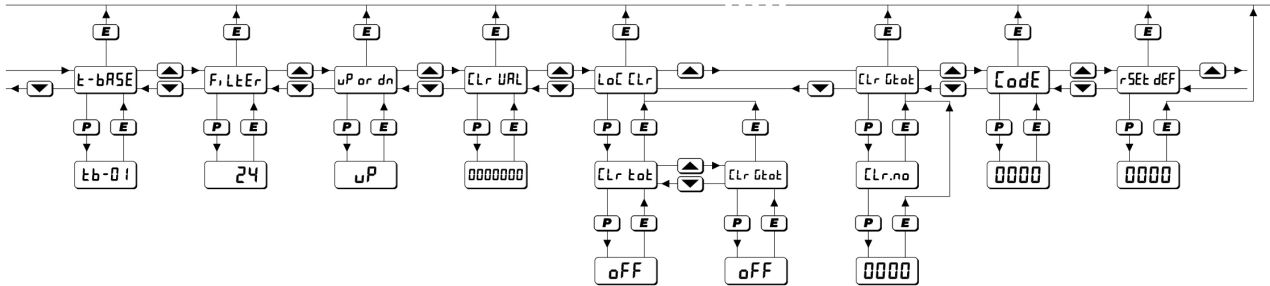 E E E E E E E E
t-bASE FiLtEr uP or dn CLr VAL LoC CLr CLr Gtot CodE rSEt dEF
P E P E P E P E P E E P E P E P E
tb-01 24 uP 0000000 CLr tot CLr Gtot CLr.no 0000 0000
P E P E P E
oFF oFF 0000